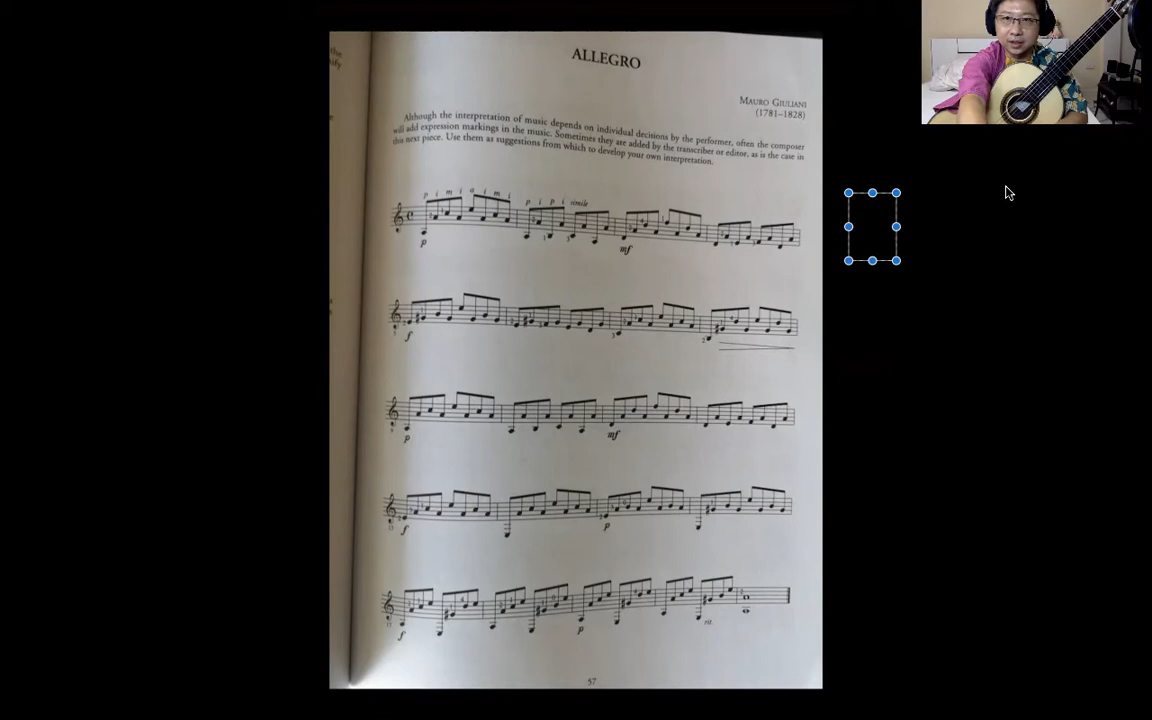 the
ify
ALLEGRO
MAURO GIULIANI
(1781–1828)
Although the interpretation of music depends on individual decisions by the performer, often the composer
will add expression markings in the music. Sometimes they are added by the transcriber or editor, as is the case in
this next piece. Use them as suggestions from which to develop your own interpretation.
p i m i a i m i p i p i simile
p mf
f
p mf
f p
f p rit.
57